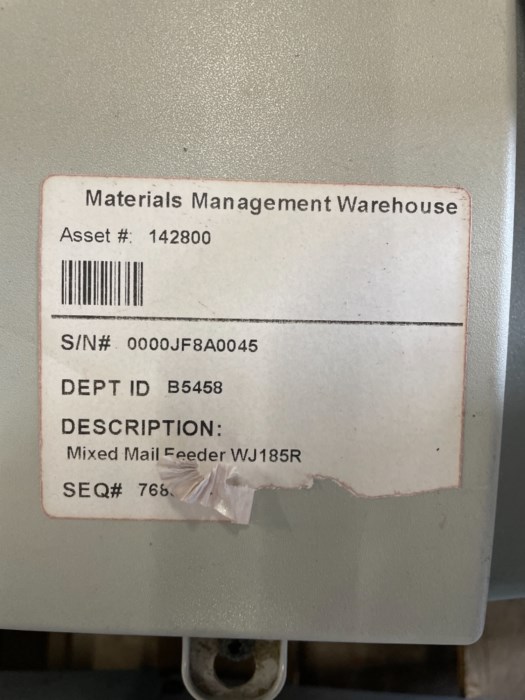 Materials Management Warehouse
Asset #: 142800
S/N# 0000JF8A0045
DEPT ID B5458
DESCRIPTION:
Mixed Mail Feeder WJ185R
SEQ# 768